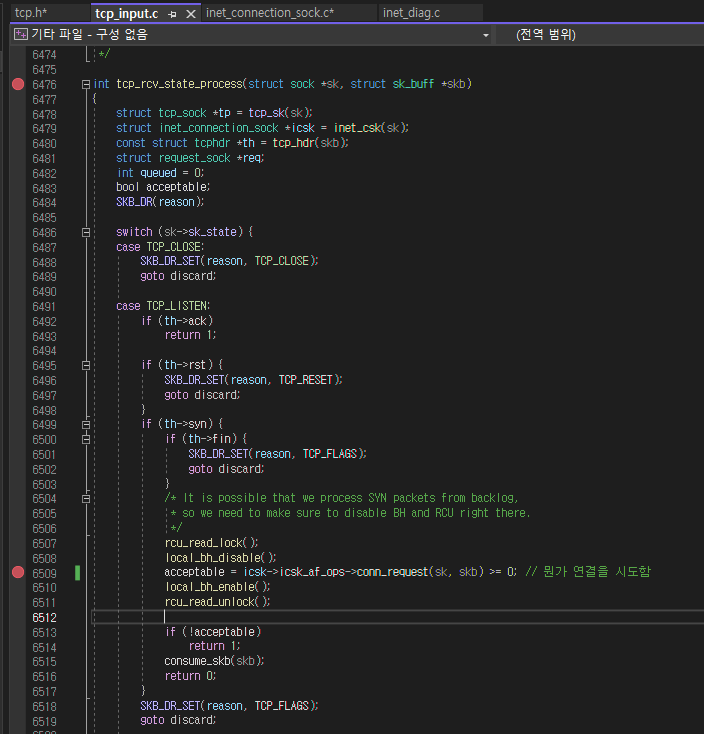 tcp.h*
tcp_input.c
inet_connection_sock.c*
inet_diag.c
기타 파일 - 구성 없음
(전역 범위)
6474 */
6475
6476 int tcp_rcv_state_process(struct sock *sk, struct sk_buff *skb)
6477 {
6478 struct tcp_sock *tp = tcp_sk(sk);
6479 struct inet_connection_sock *icsk = inet_csk(sk);
6480 const struct tcphdr *th = tcp_hdr(skb);
6481 struct request_sock *req;
6482 int queued = 0;
6483 bool acceptable;
6484 SKB_DR(reason);
6485
6486 switch (sk->sk_state) {
6487 case TCP_CLOSE:
6488 SKB_DR_SET(reason, TCP_CLOSE);
6489 goto discard;
6490
6491 case TCP_LISTEN:
6492 if (th->ack)
6493 return 1;
6494
6495 if (th->rst) {
6496 SKB_DR_SET(reason, TCP_RESET);
6497 goto discard;
6498 }
6499 if (th->syn) {
6500 if (th->fin) {
6501 SKB_DR_SET(reason, TCP_FLAGS);
6502 goto discard;
6503 }
6504 /* It is possible that we process SYN packets from backlog,
6505 * so we need to make sure to disable BH and RCU right there.
6506 */
6507 rcu_read_lock();
6508 local_bh_disable();
6509 acceptable = icsk->icsk_af_ops->conn_request(sk, skb) >= 0; // 뭔가 연결을 시도함
6510 local_bh_enable();
6511 rcu_read_unlock();
6512
6513 if (!acceptable)
6514 return 1;
6515 consume_skb(skb);
6516 return 0;
6517 }
6518 SKB_DR_SET(reason, TCP_FLAGS);
6519 goto discard;